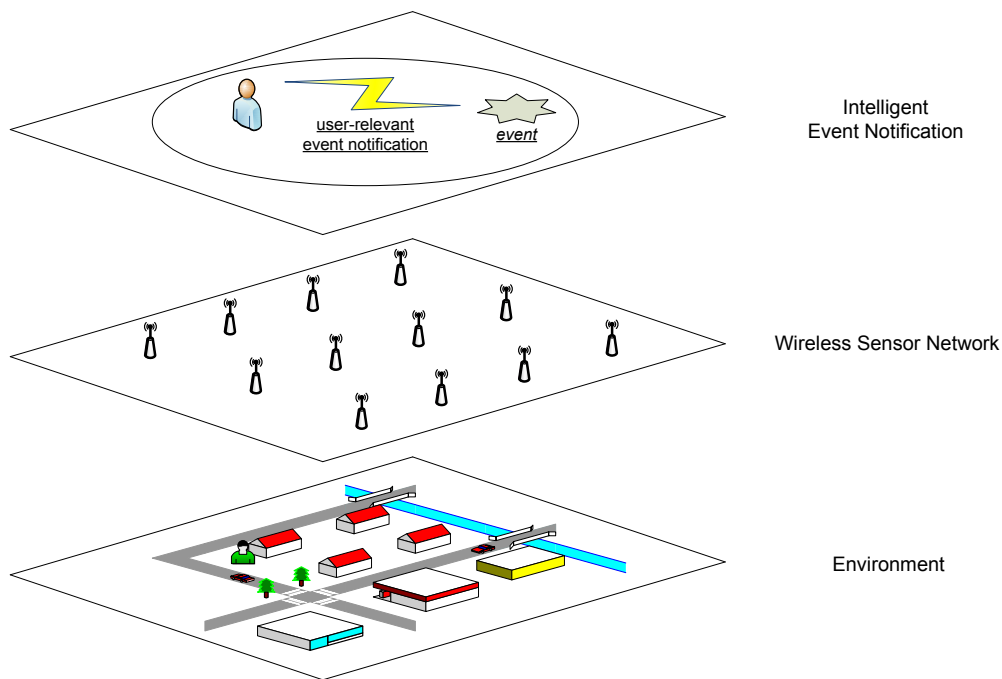 user-relevant
event notification
event
Intelligent
Event Notification
Wireless Sensor Network
Environment